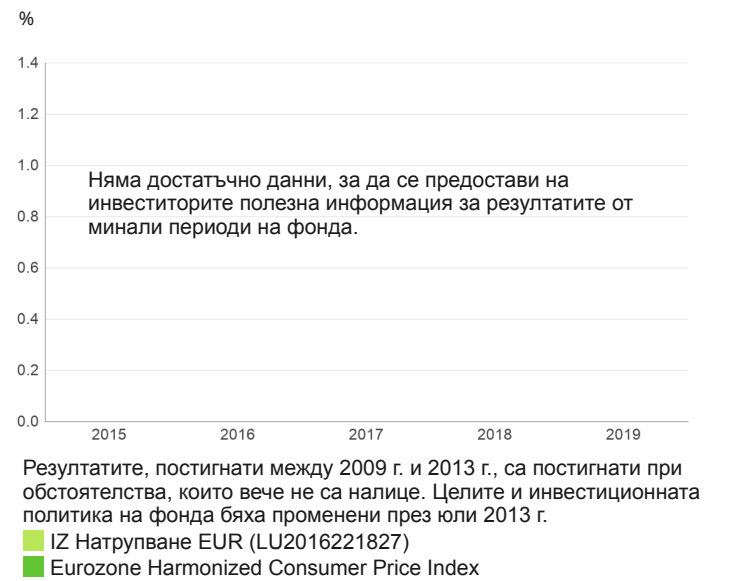 %
1.4
1.2
1.0
Няма достатъчно данни, за да се предостави на
инвеститорите полезна информация за резултатите от
0.8
минали периоди на фонда.
0.6
0.4
0.2
0.0
2015 2016 2017 2018 2019
Резултатите, постигнати между 2009 г. и 2013 г., са постигнати при
обстоятелства, които вече не са налице. Целите и инвестиционната
политика на фонда бяха променени през юли 2013 г.
IZ Натрупване EUR (LU2016221827)
Eurozone Harmonized Consumer Price Index